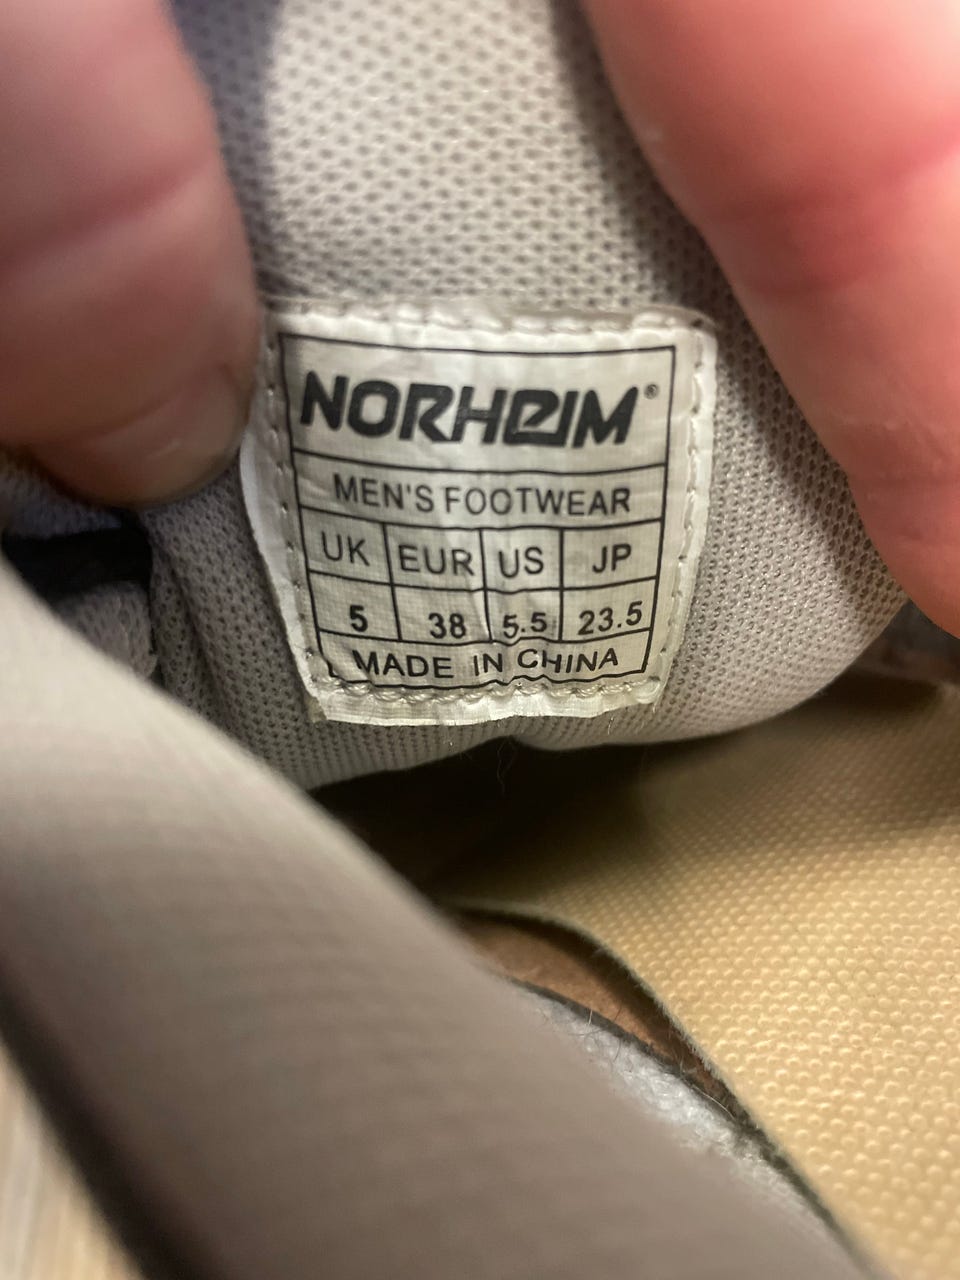 NORHEIM®
MEN'S FOOTWEAR
UK EUR US JP
5 38 5.5 23.5
MADE IN CHINA